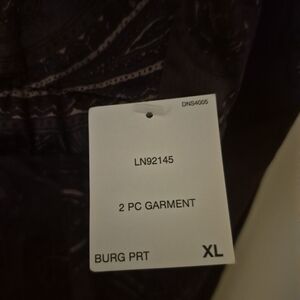 DNS4005
LN92145
2 PC GARMENT
BURG PRT XL